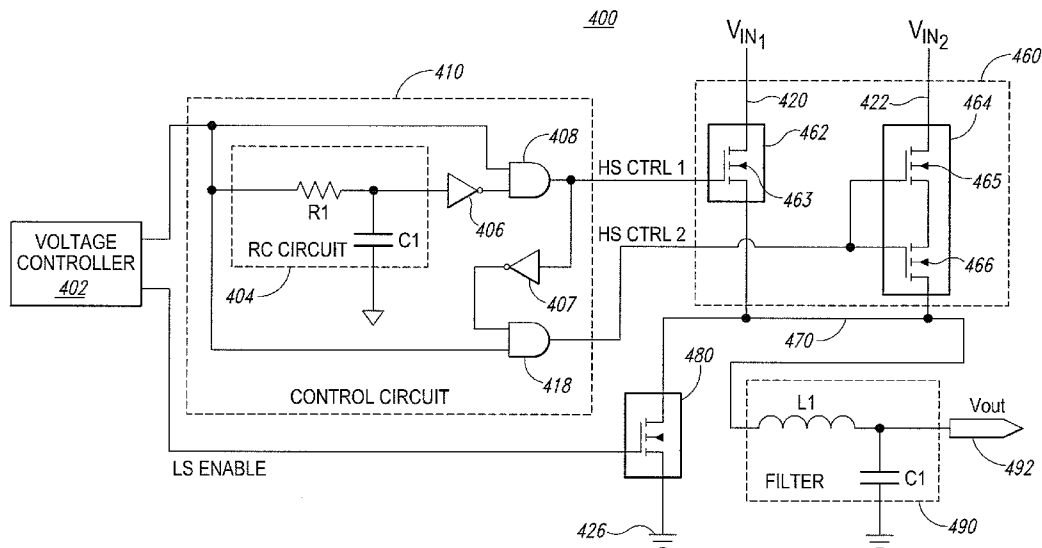 400
VIN1
VIN2
410
460
420
422
464
408
462
HS CTRL 1
465
R1
406
463
VOLTAGE
CONTROLLER
402
C1
RC CIRCUIT
HS CTRL 2
404
407
466
470
418
480
CONTROL CIRCUIT
L1
Vout
LS ENABLE
492
C1
FILTER
426
490